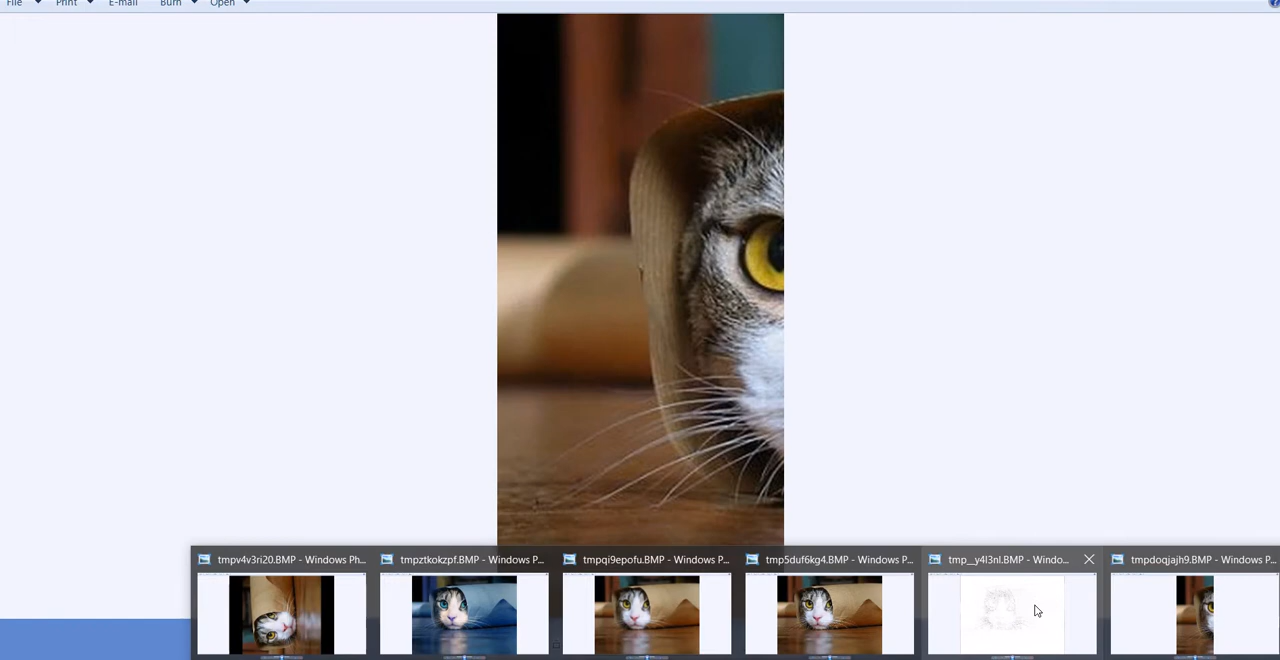 File Print E-mail Burn Open
tmpv4v3ri20.BMP - Windows Ph... tmpztkokzpf.BMP - Windows P... tmpqi9epofu.BMP - Windows P... tmp5duf6kg4.BMP - Windows P... tmp__y4l3nl.BMP - Windo... tmpdoqjajh9.BMP - Windows P...